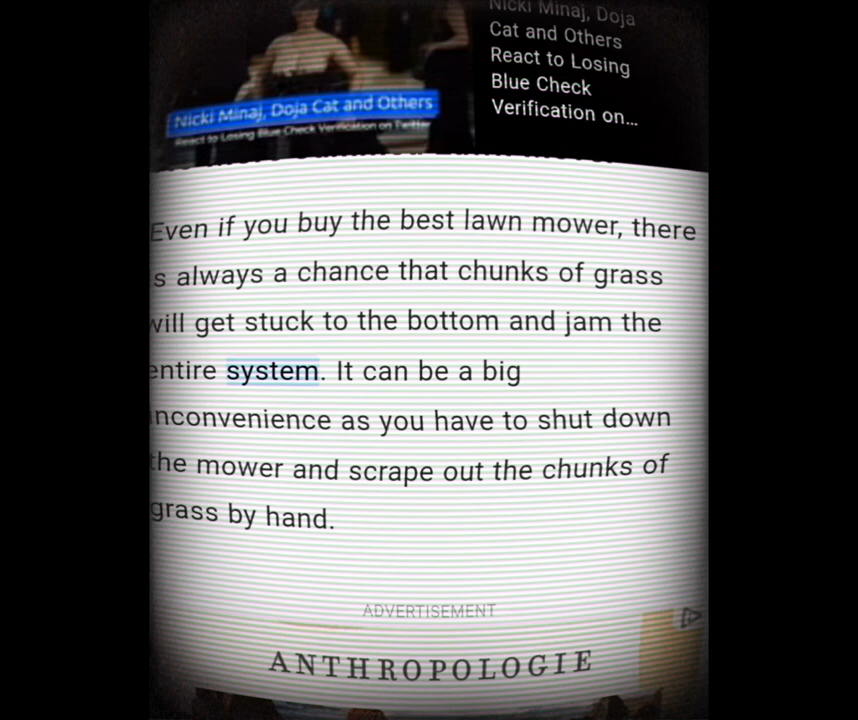 Nicki Minaj, Doja
Cat and Others
React to Losing
Blue Check
Verification on...
Nicki Minaj, Doja Cat and Others
React to Losing Blue Check Verification on Twitter
Even if you buy the best lawn mower, there
s always a chance that chunks of grass
will get stuck to the bottom and jam the
entire system. It can be a big
inconvenience as you have to shut down
the mower and scrape out the chunks of
grass by hand.
ADVERTISEMENT
ANTHROPOLOGIE